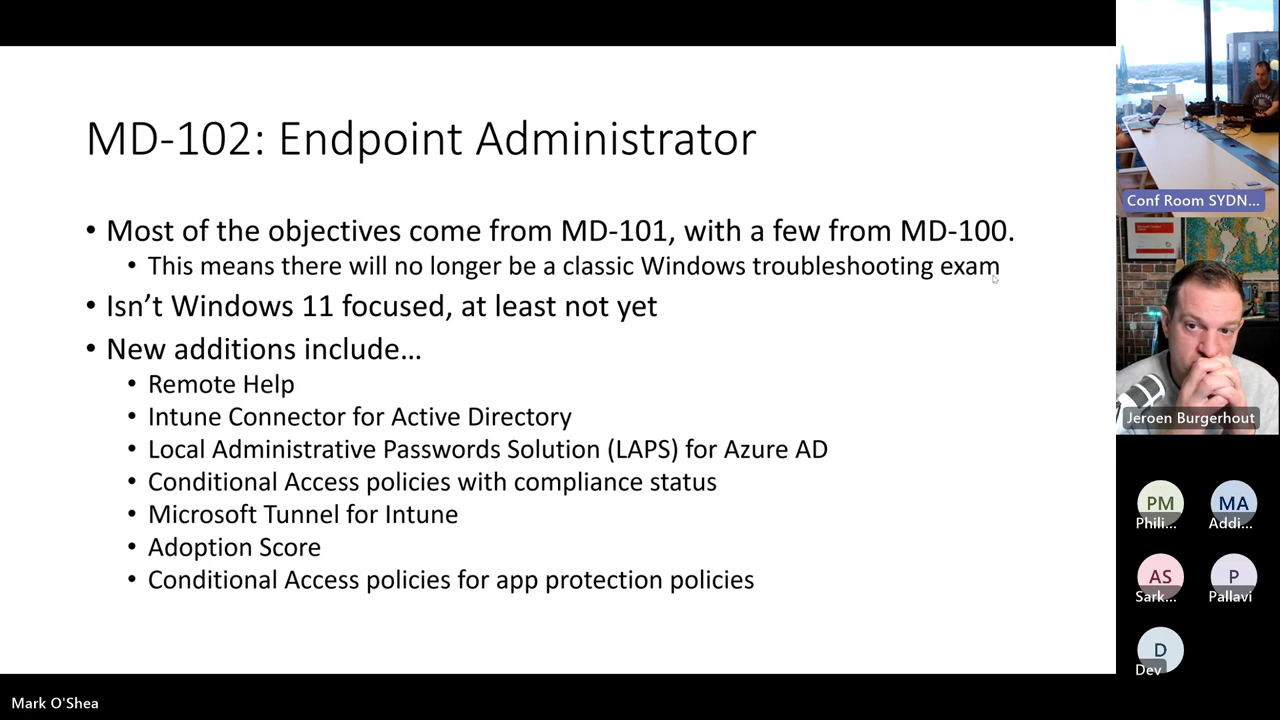 MD-102: Endpoint Administrator
• Most of the objectives come from MD-101, with a few from MD-100.
• This means there will no longer be a classic Windows troubleshooting exam
• Isn’t Windows 11 focused, at least not yet
• New additions include…
• Remote Help
• Intune Connector for Active Directory
• Local Administrative Passwords Solution (LAPS) for Azure AD
• Conditional Access policies with compliance status
• Microsoft Tunnel for Intune
• Adoption Score
• Conditional Access policies for app protection policies
Conf Room SYDN...
Jeroen Burgerhout
PM
Phili...
MA
Addi...
AS
Sark...
P
Pallavi
D
Dev
Mark O'Shea